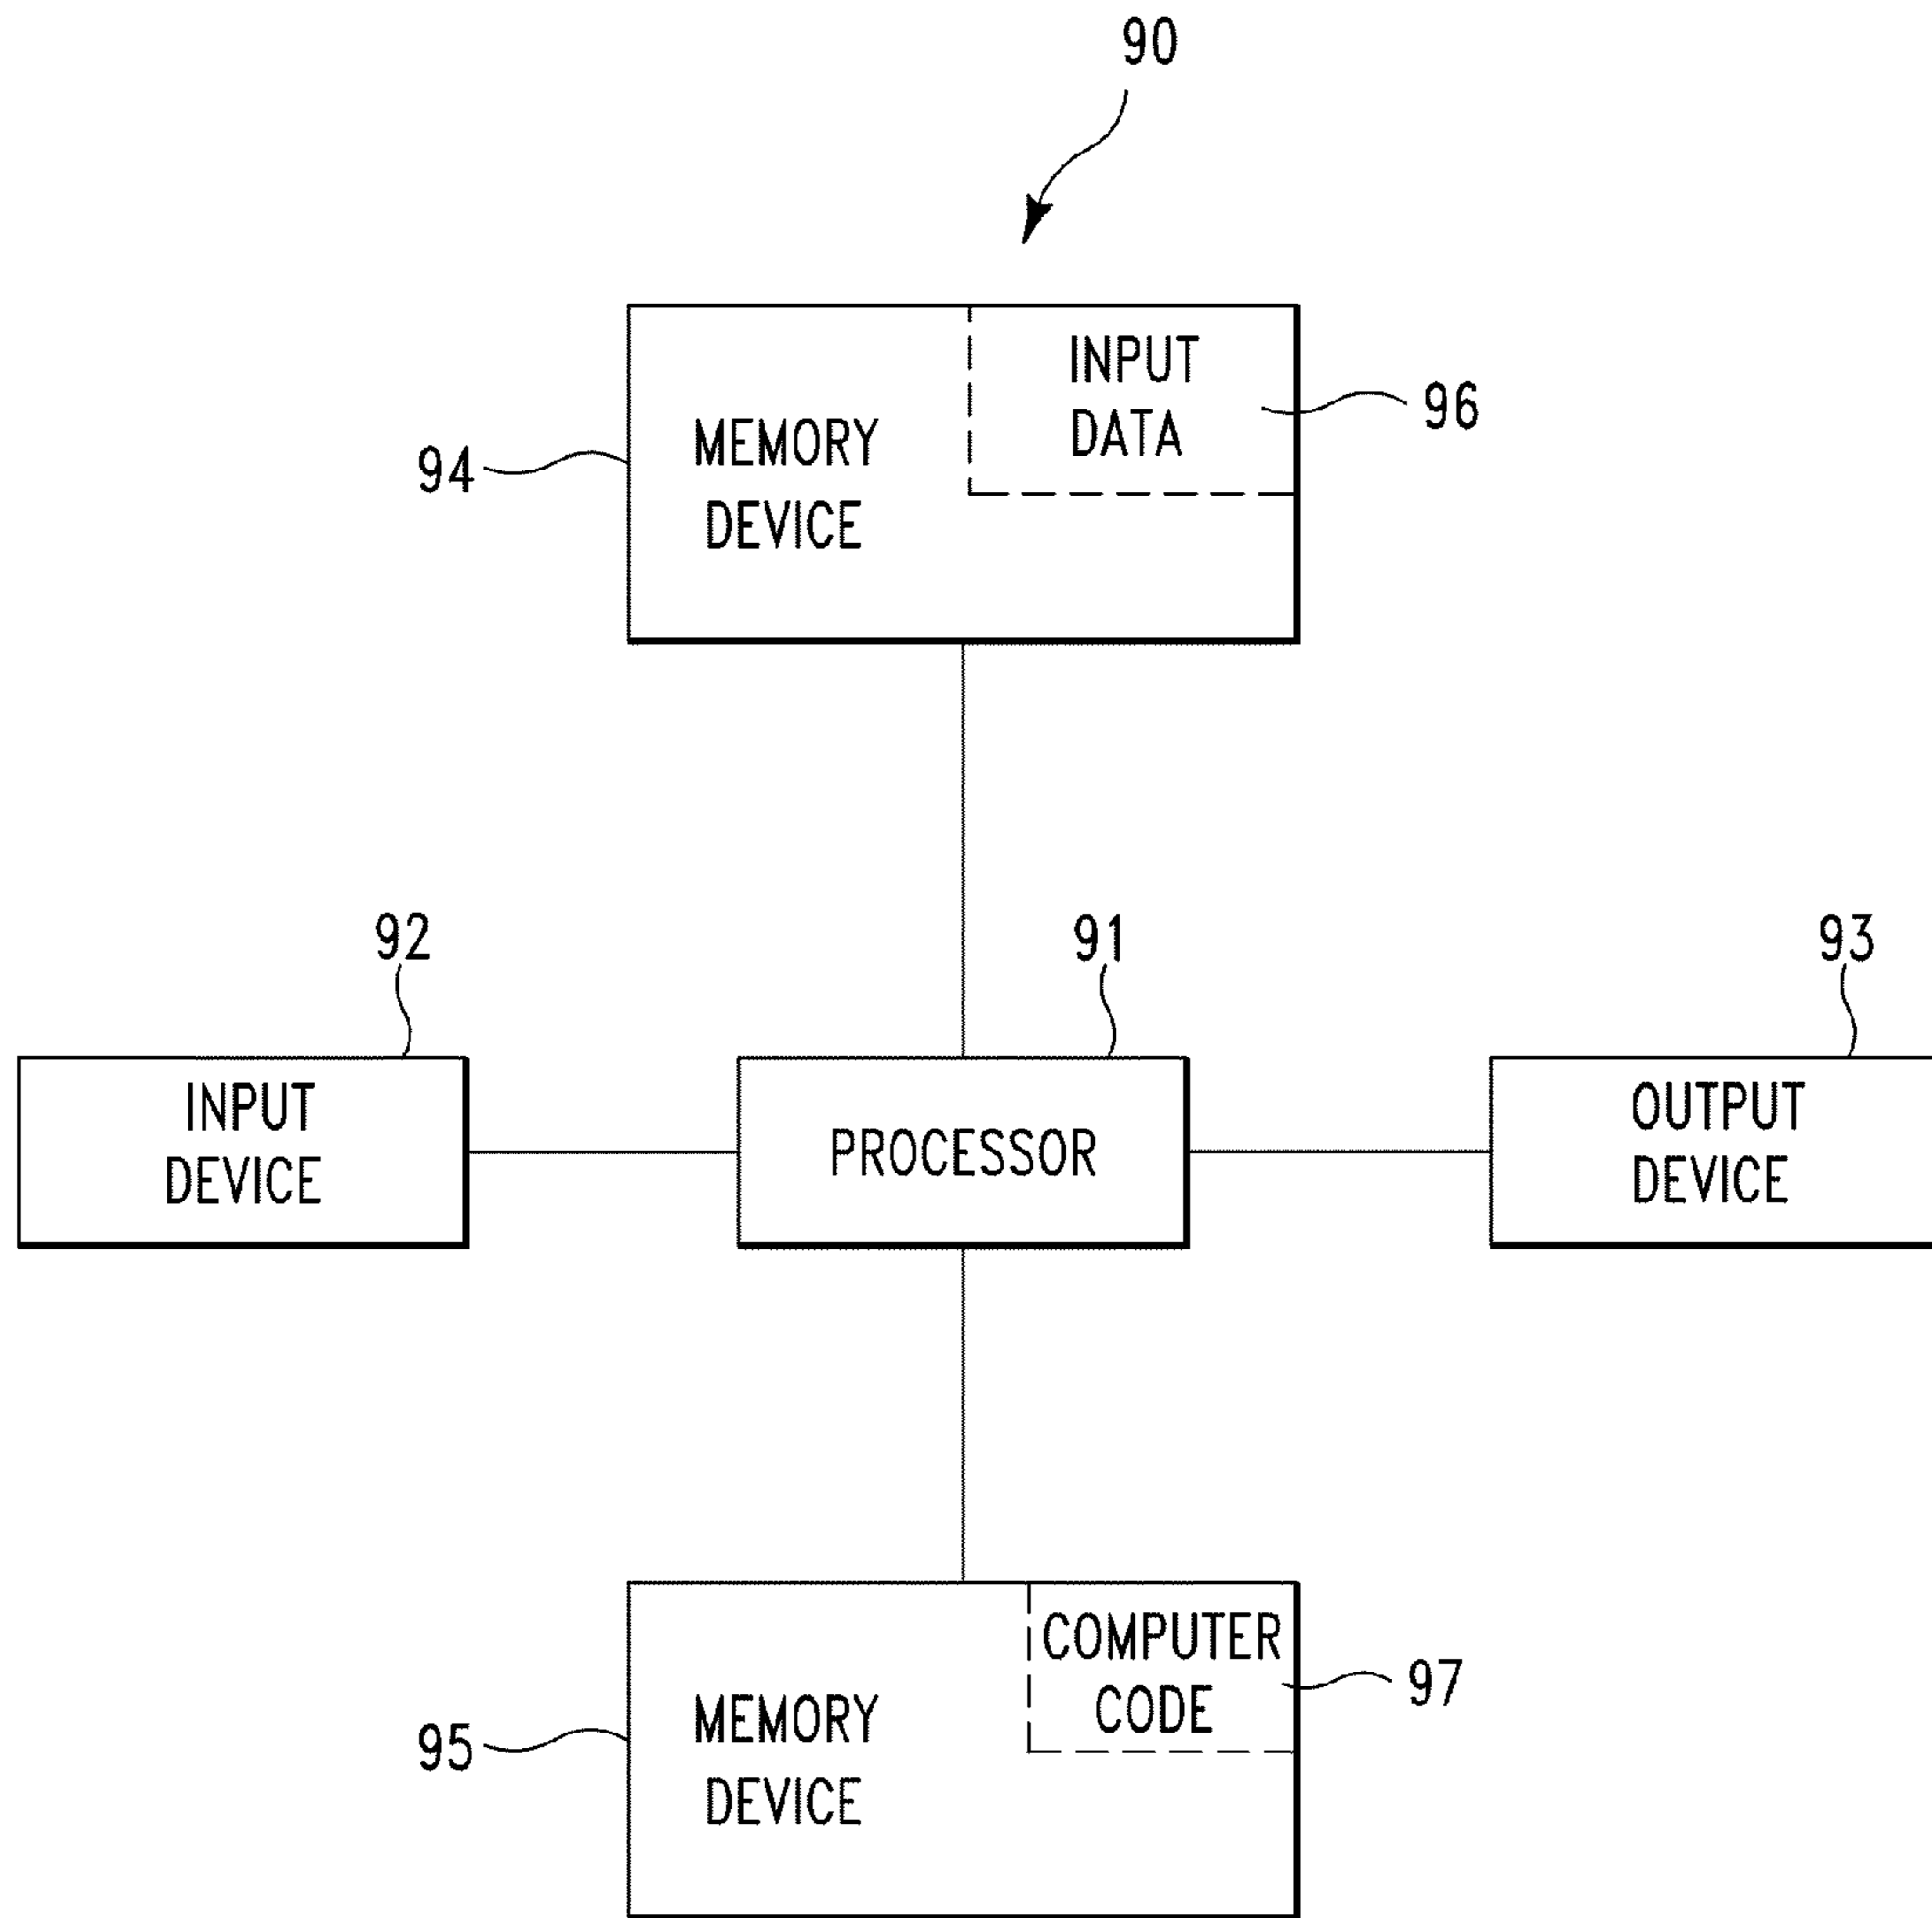 90
INPUT
DATA
96
MEMORY
DEVICE
94
92
91
93
INPUT
DEVICE
PROCESSOR
OUTPUT
DEVICE
COMPUTER
CODE
97
MEMORY
DEVICE
95